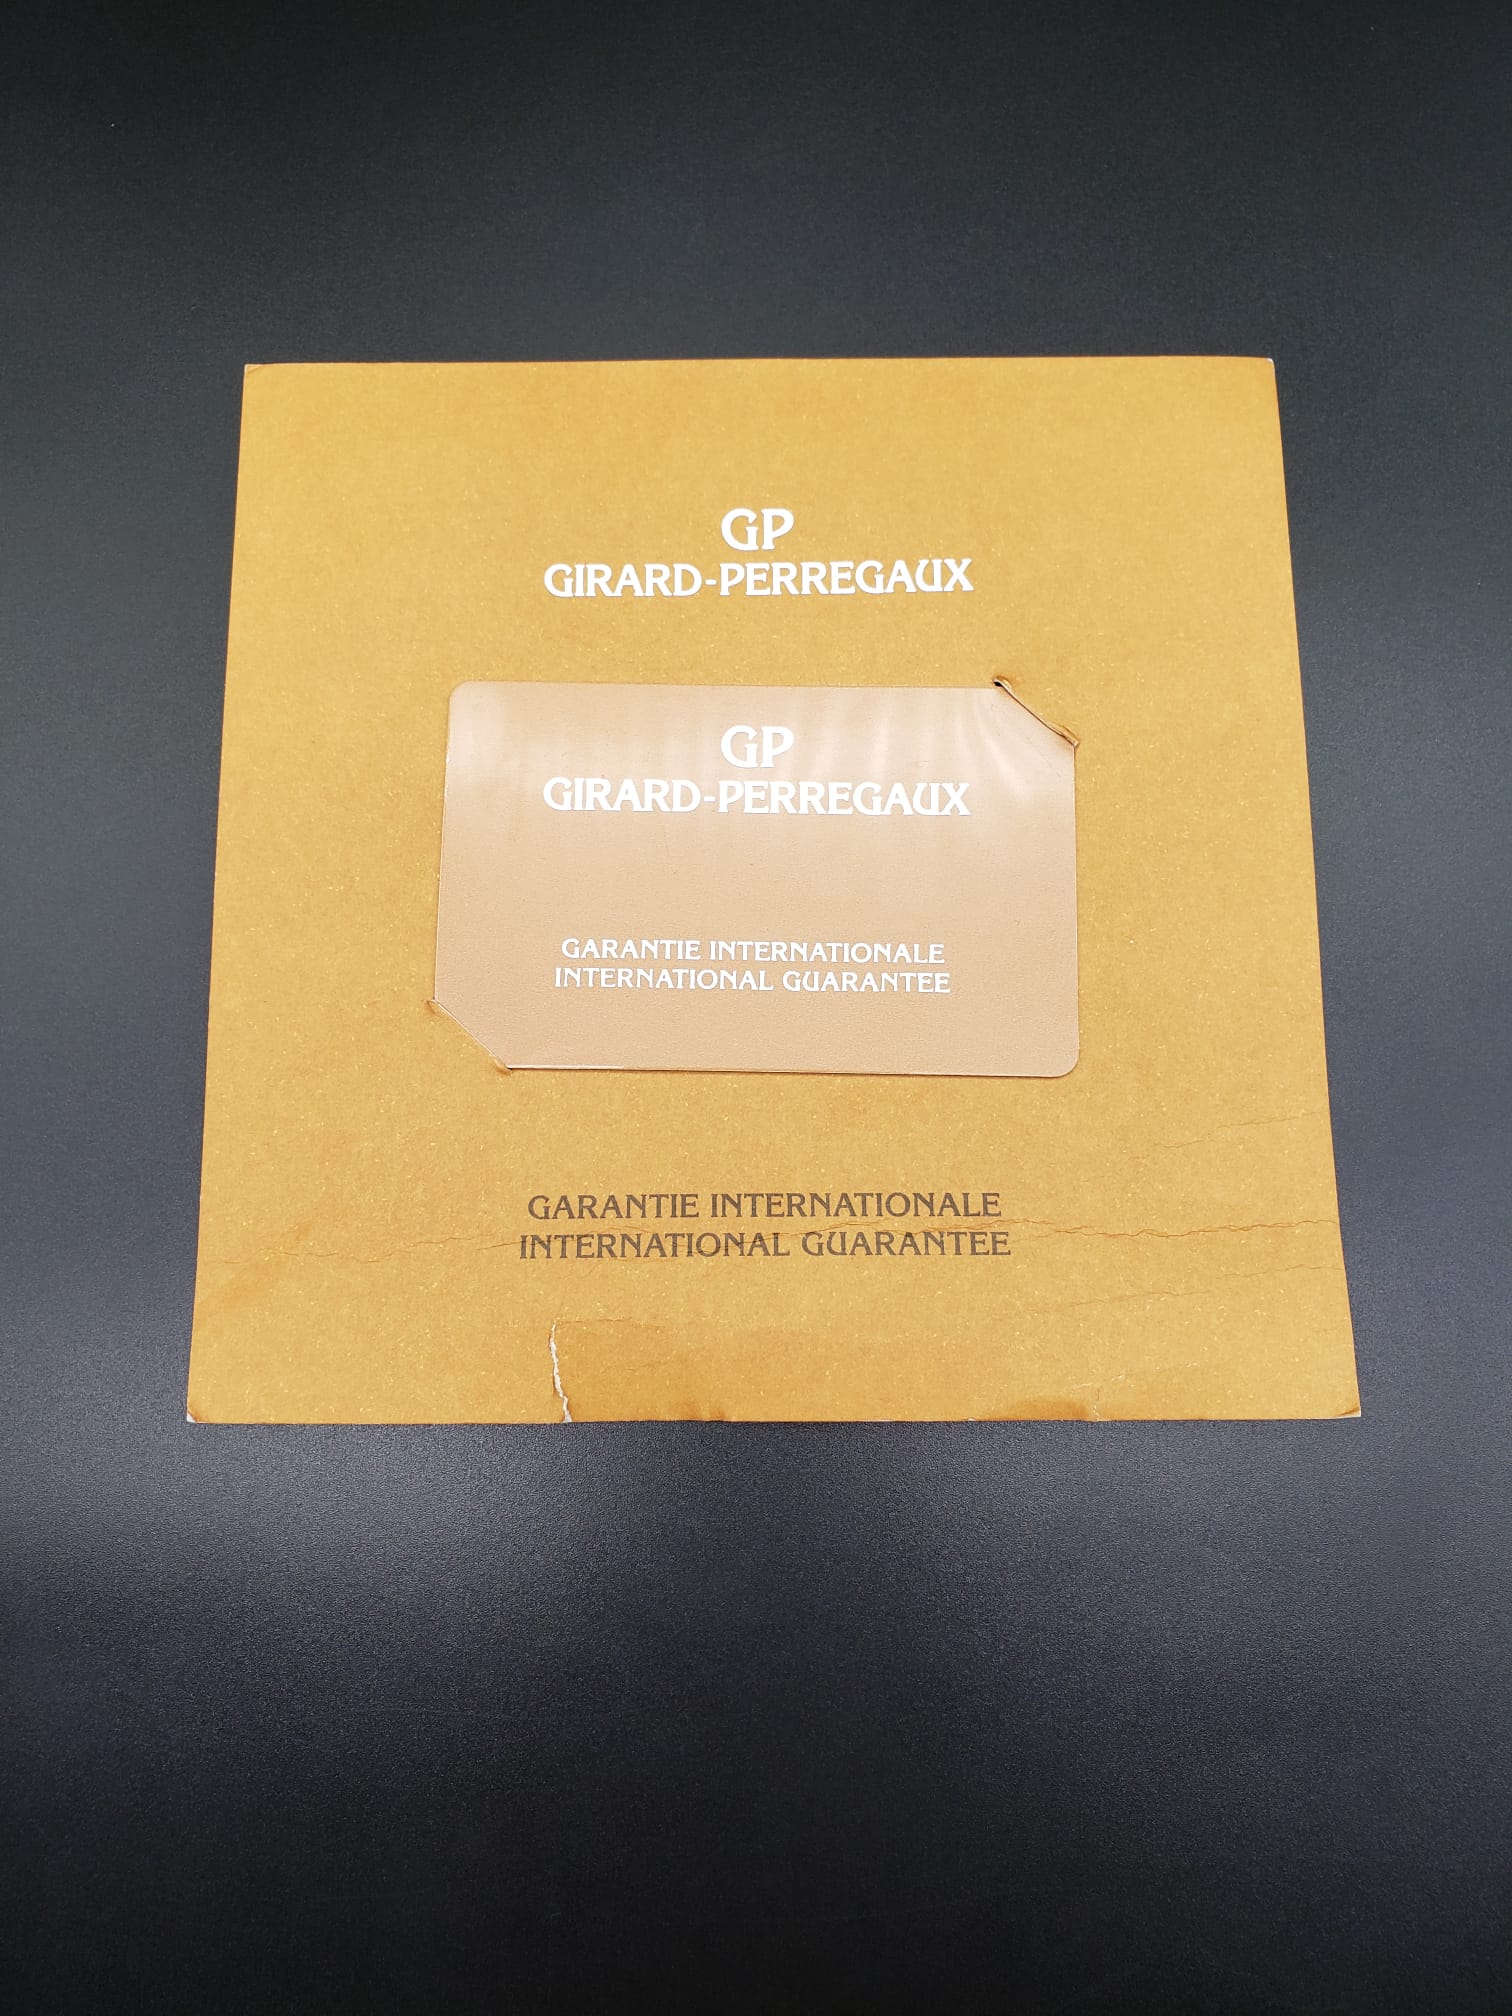 GP
GIRARD-PERREGAUX
GP
GIRARD-PERREGAUX
GARANTIE INTERNATIONALE
INTERNATIONAL GUARANTEE
GARANTIE INTERNATIONALE
INTERNATIONAL GUARANTEE